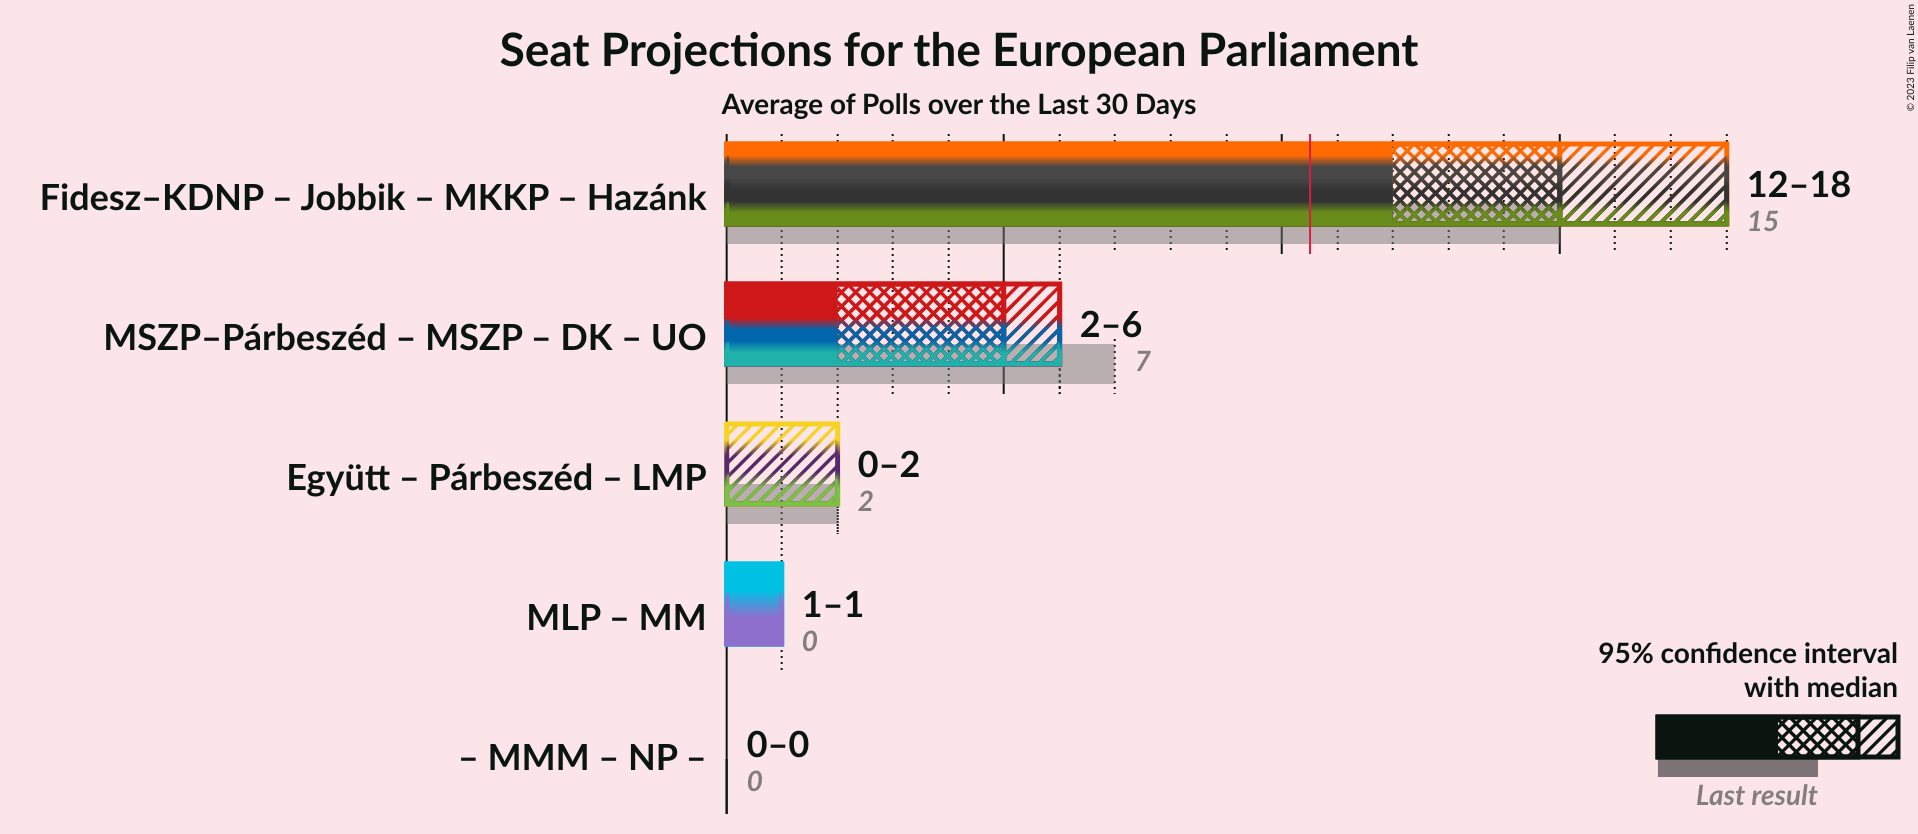 Seat Projections for the European Parliament
Average of Polls over the Last 30 Days
© 2023 Filip van Laenen
Fidesz–KDNP – Jobbik – MKKP – Hazánk
12–18
15
MSZP–Párbeszéd – MSZP – DK – UO
2–6
7
Együtt – Párbeszéd – LMP
0–2
2
MLP – MM
1–1
0
– MMM – NP –
0–0
0
95% confidence interval
with median
Last result